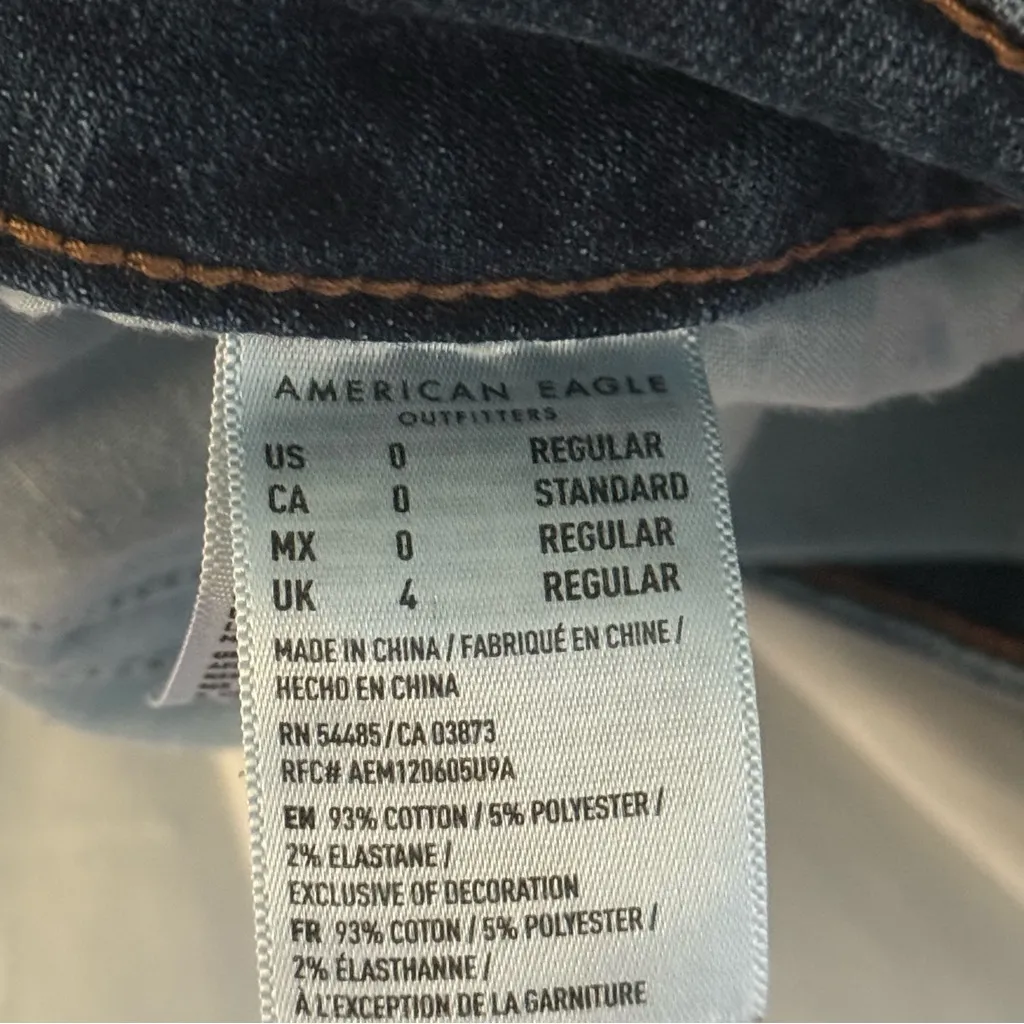 AMERICAN EAGLE
OUTFITTERS
US 0 REGULAR
CA 0 STANDARD
MX 0 REGULAR
UK 4 REGULAR
MADE IN CHINA / FABRIQUÉ EN CHINE /
HECHO EN CHINA
RN 54485 / CA 03873
RFC# AEM120605U9A
EN 93% COTTON / 5% POLYESTER /
2% ELASTANE /
EXCLUSIVE OF DECORATION
FR 93% COTON / 5% POLYESTER /
2% ÉLASTHANNE /
À L'EXCEPTION DE LA GARNITURE